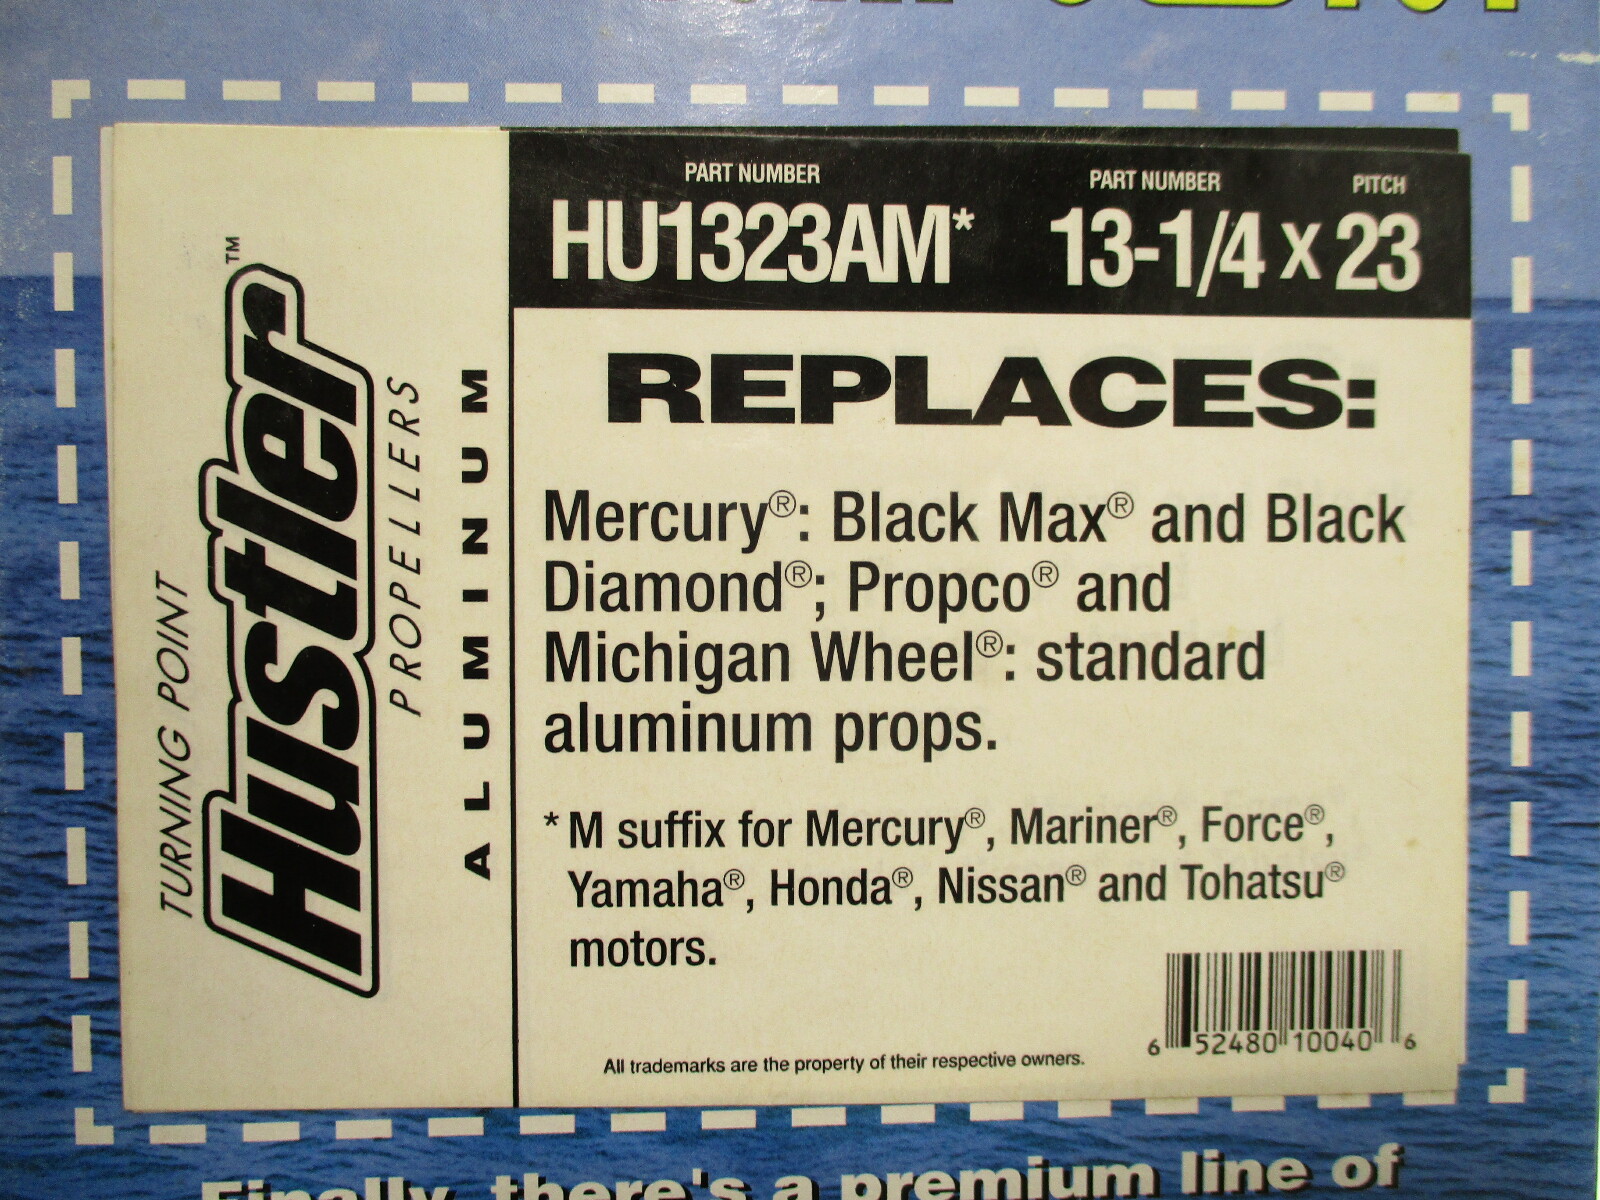 PART NUMBER PART NUMBER PITCH
HU1323AM* 13-1/4 X 23
TURNING POINT
Hustler™
PROPELLERS
ALUMINUM
REPLACES:
Mercury®: Black Max® and Black
Diamond®; Propco® and
Michigan Wheel®: standard
aluminum props.
* M suffix for Mercury®, Mariner®, Force®,
Yamaha®, Honda®, Nissan® and Tohatsu®
motors.
6 52480 10040 6
All trademarks are the property of their respective owners.
Finally, there's a premium line of